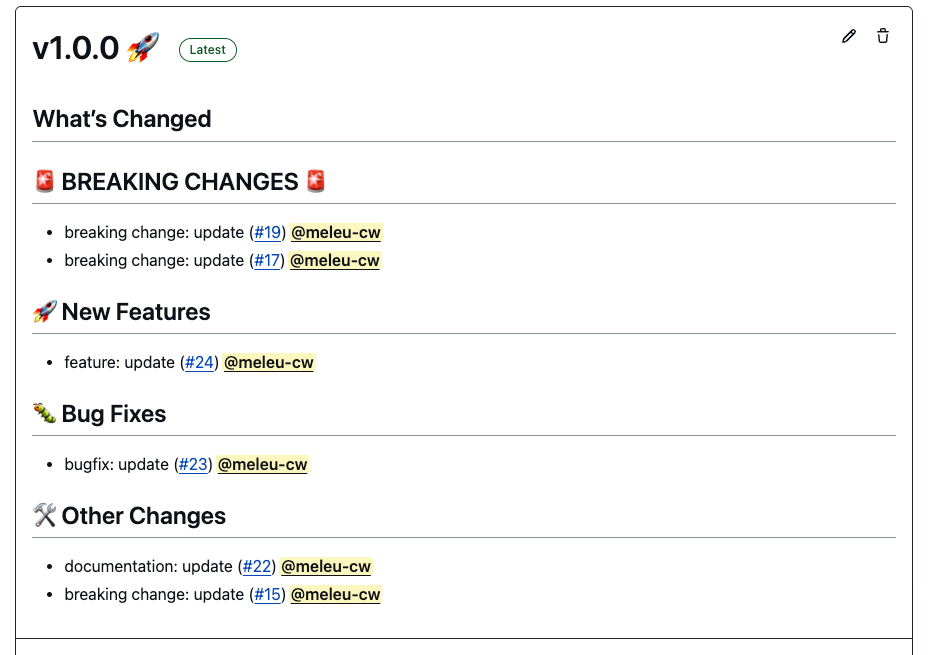 v1.0.0 🚀 Latest
What's Changed
🚨 BREAKING CHANGES 🚨
• breaking change: update (#19) @meleu-cw
• breaking change: update (#17) @meleu-cw
🚀 New Features
• feature: update (#24) @meleu-cw
🐛 Bug Fixes
• bugfix: update (#23) @meleu-cw
🛠️ Other Changes
• documentation: update (#22) @meleu-cw
• breaking change: update (#15) @meleu-cw